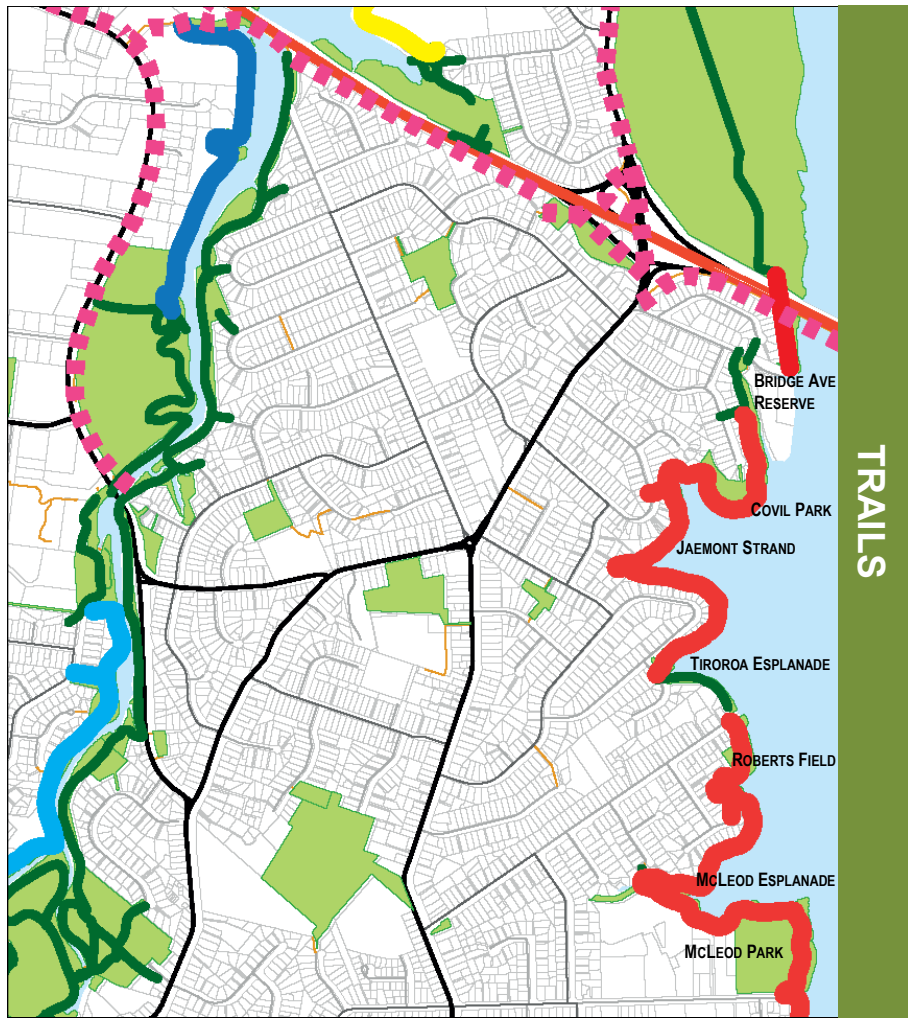 BRIDGE AVE
RESERVE
COVIL PARK
JAEMONT STRAND
TIROROA ESPLANADE
ROBERTS FIELD
MCLEOD ESPLANADE
MCLEOD PARK
TRAILS